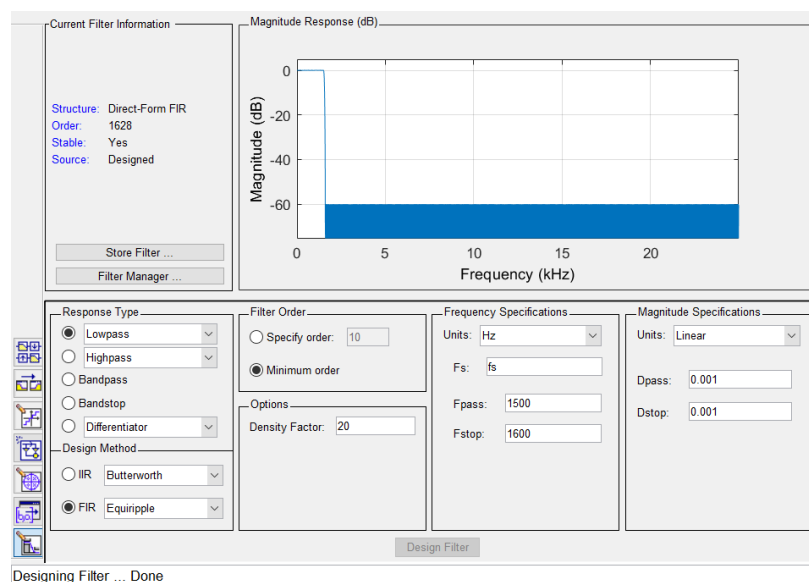 Current Filter Information
Structure: Direct-Form FIR
Order: 1628
Stable: Yes
Source: Designed
Store Filter ...
Filter Manager ...
Magnitude Response (dB)
Magnitude (dB)
0
-20
-40
-60
0 5 10 15 20
Frequency (kHz)
Response Type
Lowpass
Highpass
Bandpass
Bandstop
Differentiator
Design Method
IIR Butterworth
FIR Equiripple
Filter Order
Specify order: 10
Minimum order
Options
Density Factor: 20
Frequency Specifications
Units: Hz
Fs: fs
Fpass: 1500
Fstop: 1600
Magnitude Specifications
Units: Linear
Dpass: 0.001
Dstop: 0.001
Design Filter
Designing Filter ... Done